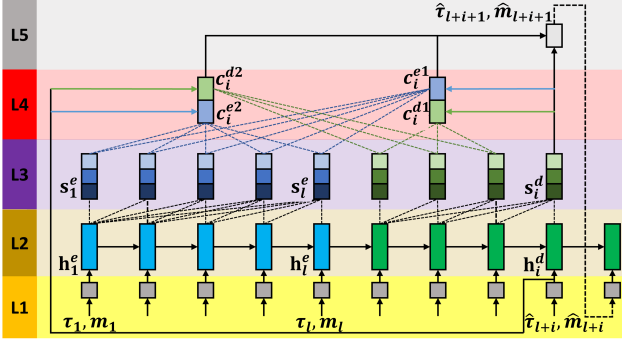 L5
τ̂_{l+i+1}, m̂_{l+i+1}
L4
c_i^{d2}
c_i^{e1}
c_i^{e2}
c_i^{d1}
L3
s_1^e
s_l^e
s_i^d
L2
h_1^e
h_l^e
h_i^d
L1
τ_1, m_1
τ_l, m_l
τ̂_{l+i}, m̂_{l+i}